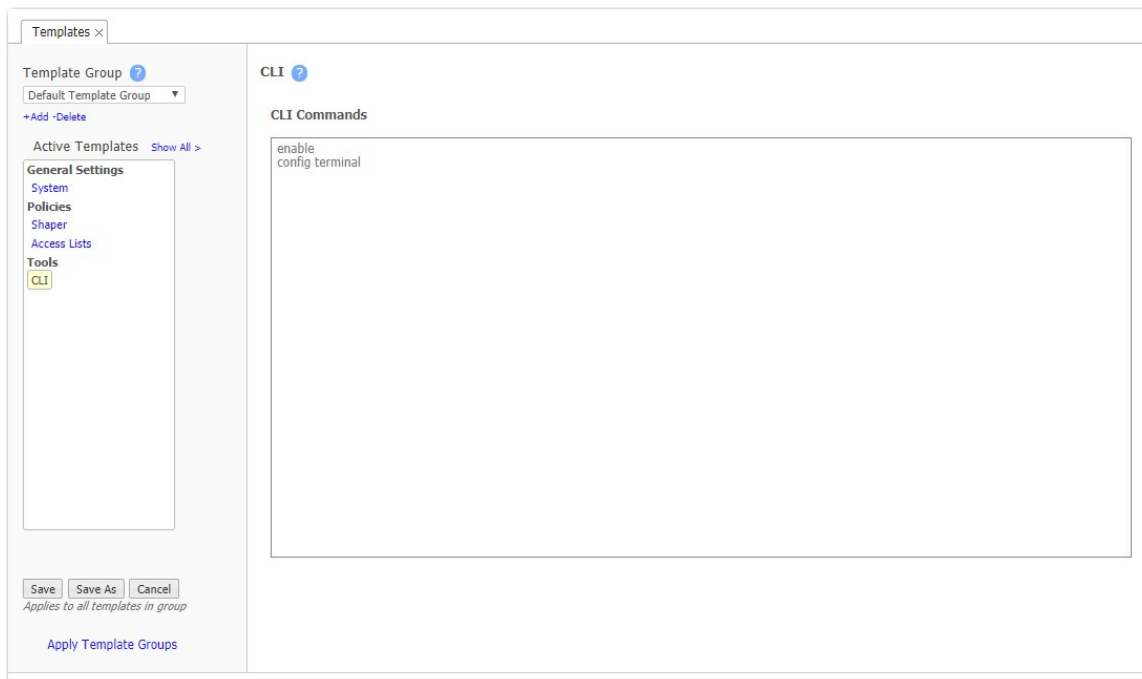 Templates ×
Template Group ?
Default Template Group ▼
+Add -Delete
Active Templates Show All >
General Settings
System
Policies
Shaper
Access Lists
Tools
CLI
Save Save As Cancel
Applies to all templates in group
Apply Template Groups
CLI ?
CLI Commands
enable
config terminal